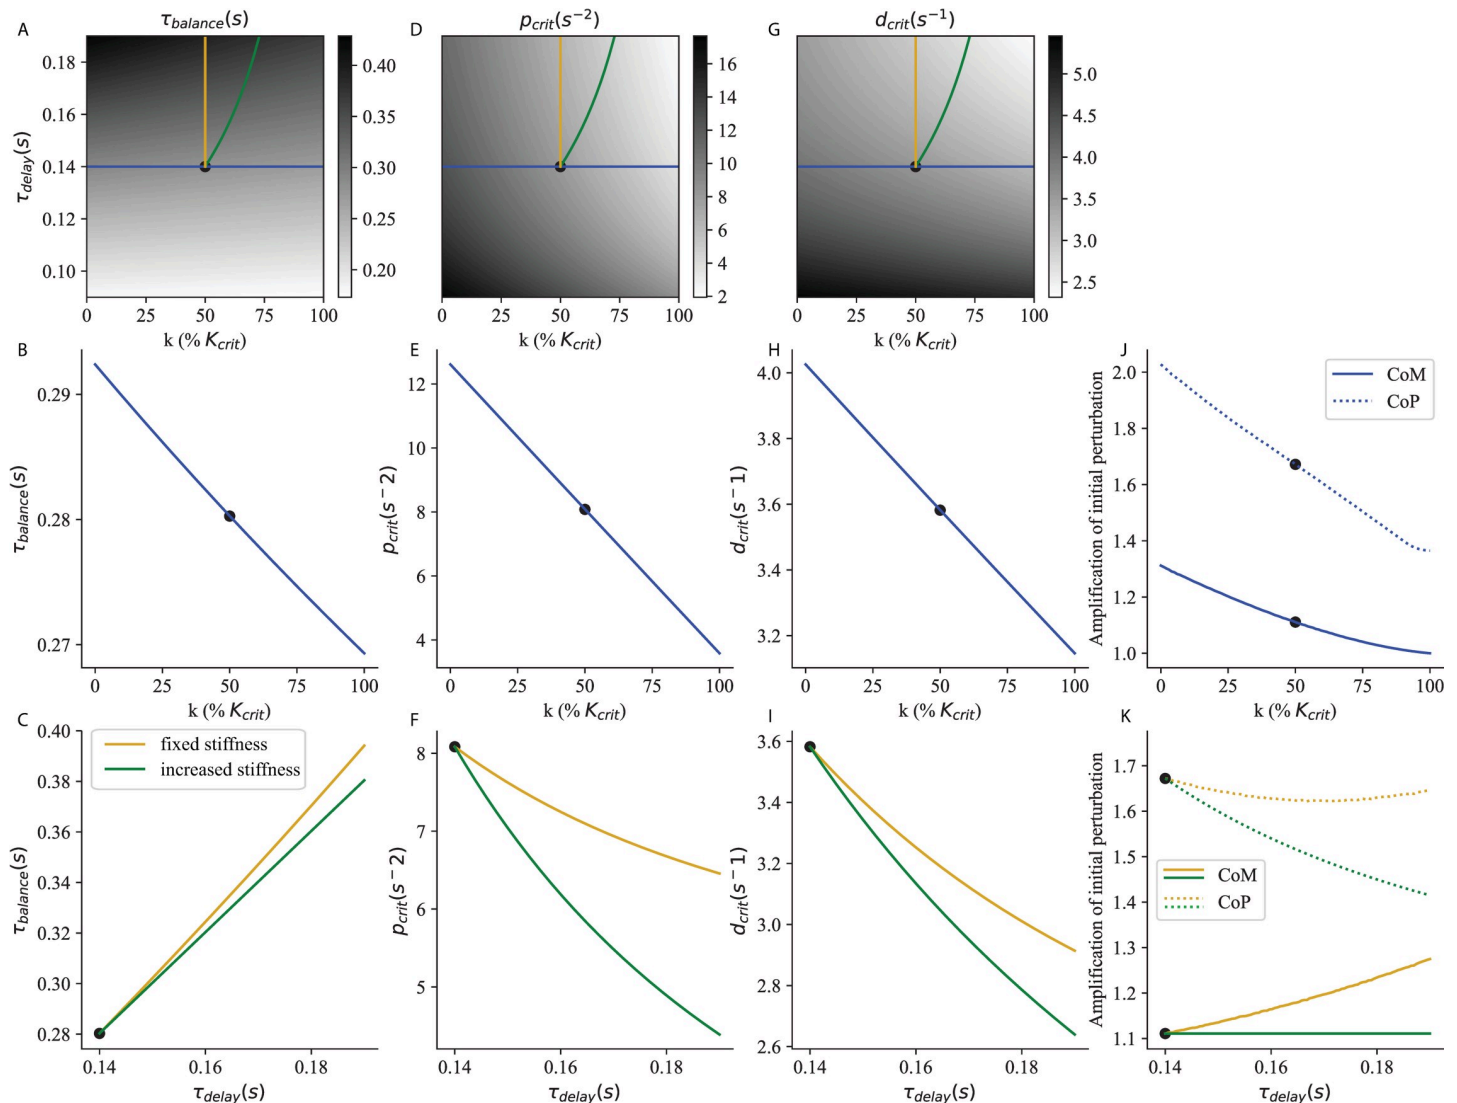 A
τbalance(s)
0.18
0.16
0.14
0.12
0.10
τdelay(s)
0
25
50
75
100
k (% Kcrit)
0.40
0.35
0.30
0.25
0.20
D
pcrit(s−2)
0
25
50
75
100
k (% Kcrit)
16
14
12
10
8
6
4
2
G
dcrit(s−1)
0
25
50
75
100
k (% Kcrit)
5.0
4.5
4.0
3.5
3.0
2.5
B
0.29
0.28
0.27
τbalance(s)
0
25
50
75
100
k (% Kcrit)
E
12
10
8
6
4
pcrit(s−2)
0
25
50
75
100
k (% Kcrit)
H
4.0
3.8
3.6
3.4
3.2
dcrit(s−1)
0
25
50
75
100
k (% Kcrit)
J
2.0
1.8
1.6
1.4
1.2
1.0
Amplification of initial perturbation
CoM
CoP
0
25
50
75
100
k (% Kcrit)
C
0.40
0.38
0.36
0.34
0.32
0.30
0.28
τbalance(s)
fixed stiffness
increased stiffness
0.14
0.16
0.18
τdelay(s)
F
8
7
6
5
pcrit(s−2)
0.14
0.16
0.18
τdelay(s)
I
3.6
3.4
3.2
3.0
2.8
2.6
dcrit(s−1)
0.14
0.16
0.18
τdelay(s)
K
1.7
1.6
1.5
1.4
1.3
1.2
1.1
Amplification of initial perturbation
CoM
CoP
0.14
0.16
0.18
τdelay(s)